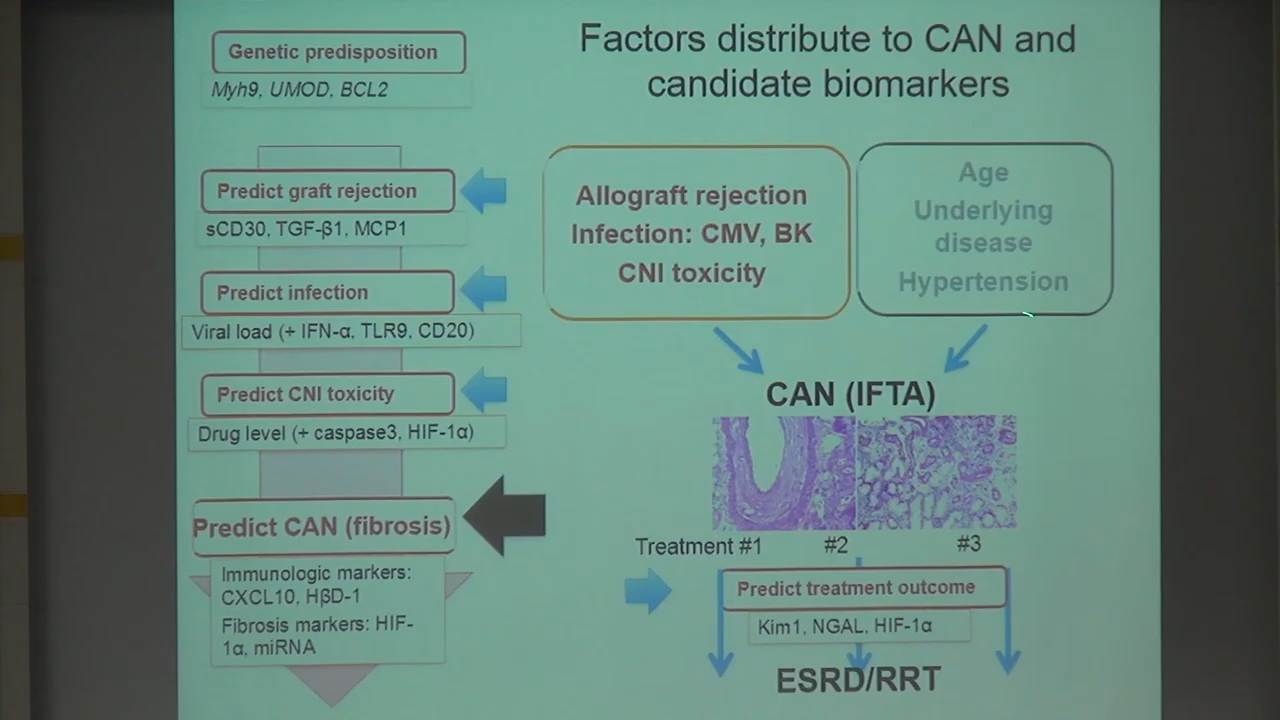 Factors distribute to CAN and
candidate biomarkers
Genetic predisposition
Myh9, UMOD, BCL2
Predict graft rejection
sCD30, TGF-β1, MCP1
Predict infection
Viral load (+ IFN-α, TLR9, CD20)
Predict CNI toxicity
Drug level (+ caspase3, HIF-1α)
Predict CAN (fibrosis)
Immunologic markers:
CXCL10, HβD-1
Fibrosis markers: HIF-
1α, miRNA
Allograft rejection
Infection: CMV, BK
CNI toxicity
Age
Underlying
disease
Hypertension
CAN (IFTA)
Treatment #1 #2 #3
Predict treatment outcome
Kim1, NGAL, HIF-1α
ESRD/RRT